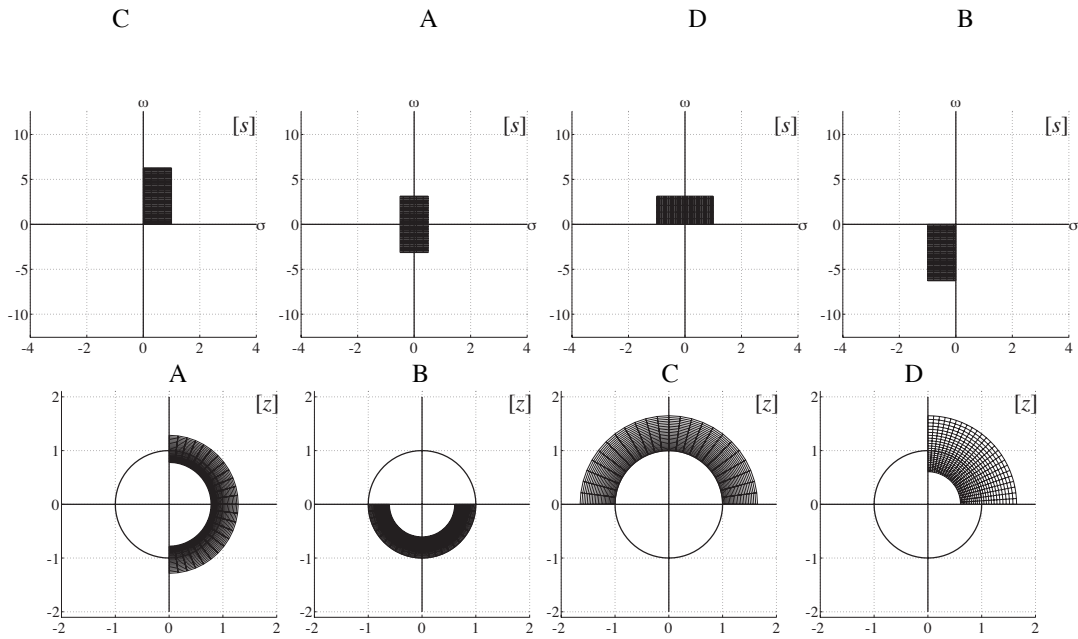 C A D B
ω ω ω ω
[s] [s] [s] [s]
10 10 10 10
5 5 5 5
0 σ 0 σ 0 σ 0 σ
-5 -5 -5 -5
-10 -10 -10 -10
-4 -2 0 2 4 -4 -2 0 2 4 -4 -2 0 2 4 -4 -2 0 2 4
A B C D
[z] [z] [z] [z]
2 2 2 2
1 1 1 1
0 0 0 0
-1 -1 -1 -1
-2 -2 -2 -2
-2 -1 0 1 2 -2 -1 0 1 2 -2 -1 0 1 2 -2 -1 0 1 2